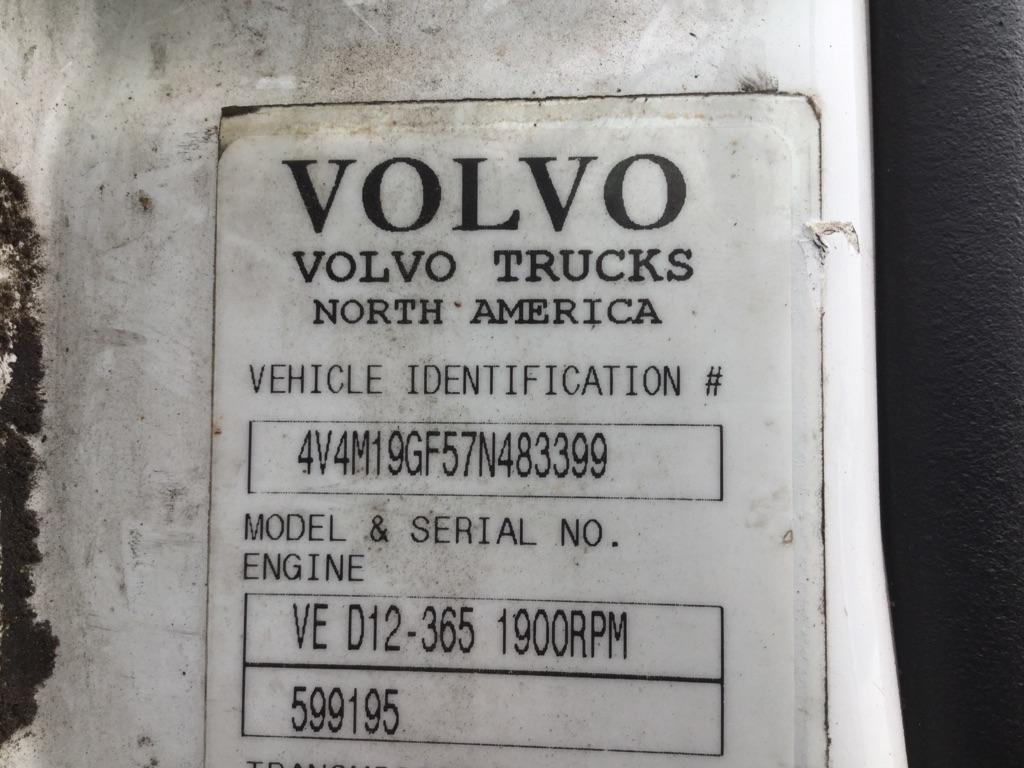 VOLVO
VOLVO TRUCKS
NORTH AMERICA
VEHICLE IDENTIFICATION #
4V4M19GF57N483399
MODEL & SERIAL NO.
ENGINE
VE D12-365 1900RPM
599195